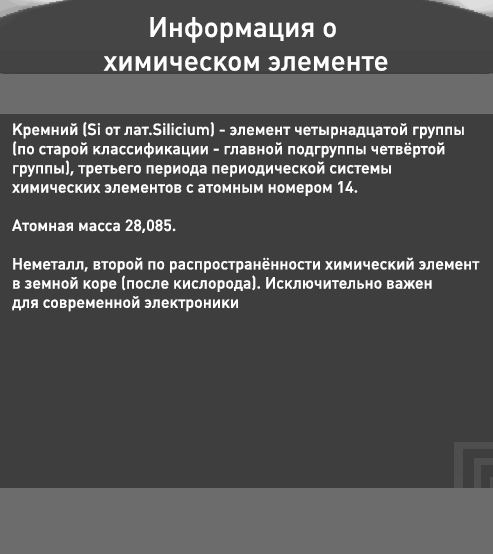 Информация о
химическом элементе
Кремний (Si от лат.Silicium) - элемент четырнадцатой группы
(по старой классификации - главной подгруппы четвёртой
группы), третьего периода периодической системы
химических элементов с атомным номером 14.
Атомная масса 28,085.
Неметалл, второй по распространённости химический элемент
в земной коре (после кислорода). Исключительно важен
для современной электроники